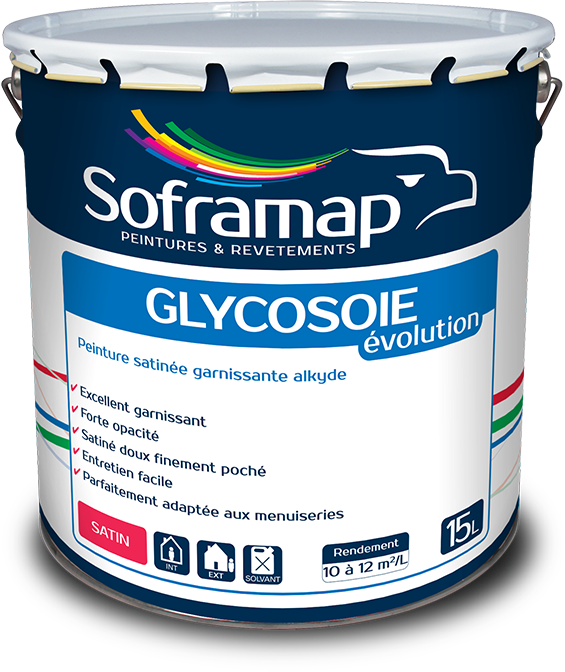 Soframap
PEINTURES & REVETEMENTS
GLYCOSOIE
évolution
Peinture satinée garnissante alkyde
Excellent garnissant
Forte opacité
Satiné doux finement poché
Entretien facile
Parfaitement adaptée aux menuiseries
SATIN
INT
EXT
SOLVANT
Rendement
10 à 12 m²/L
15L